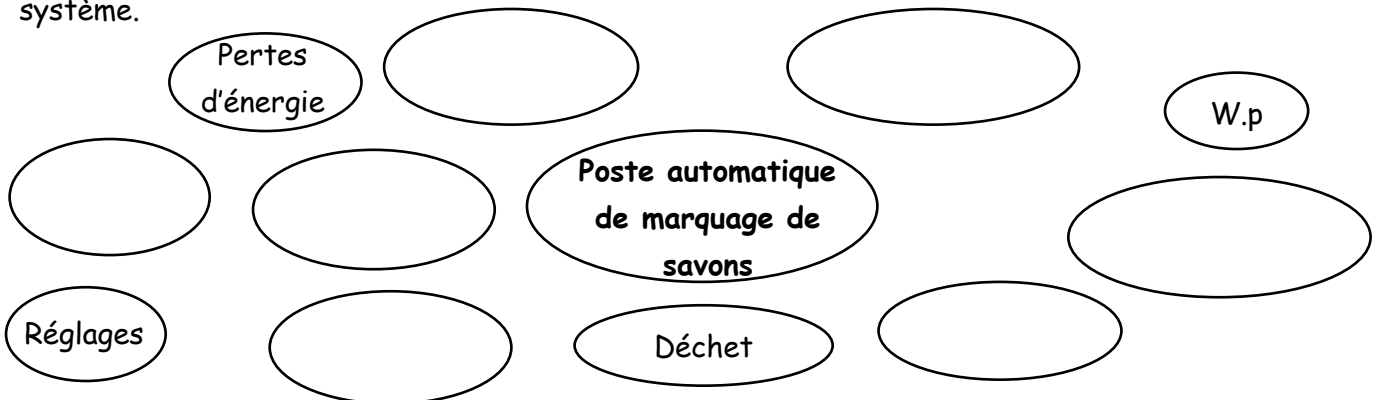 système.
Pertes
d'énergie
W.p
Poste automatique
de marquage de
savons
Réglages
Déchet